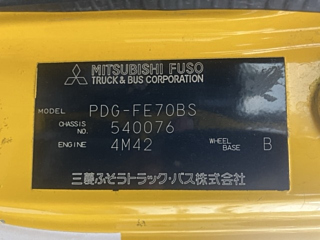 MITSUBISHI FUSO
TRUCK & BUS CORPORATION
MODEL PDG-FE70BS
CHASSIS NO. 540076
ENGINE 4M42 WHEEL BASE B
三菱ふそうトラック・バス株式会社